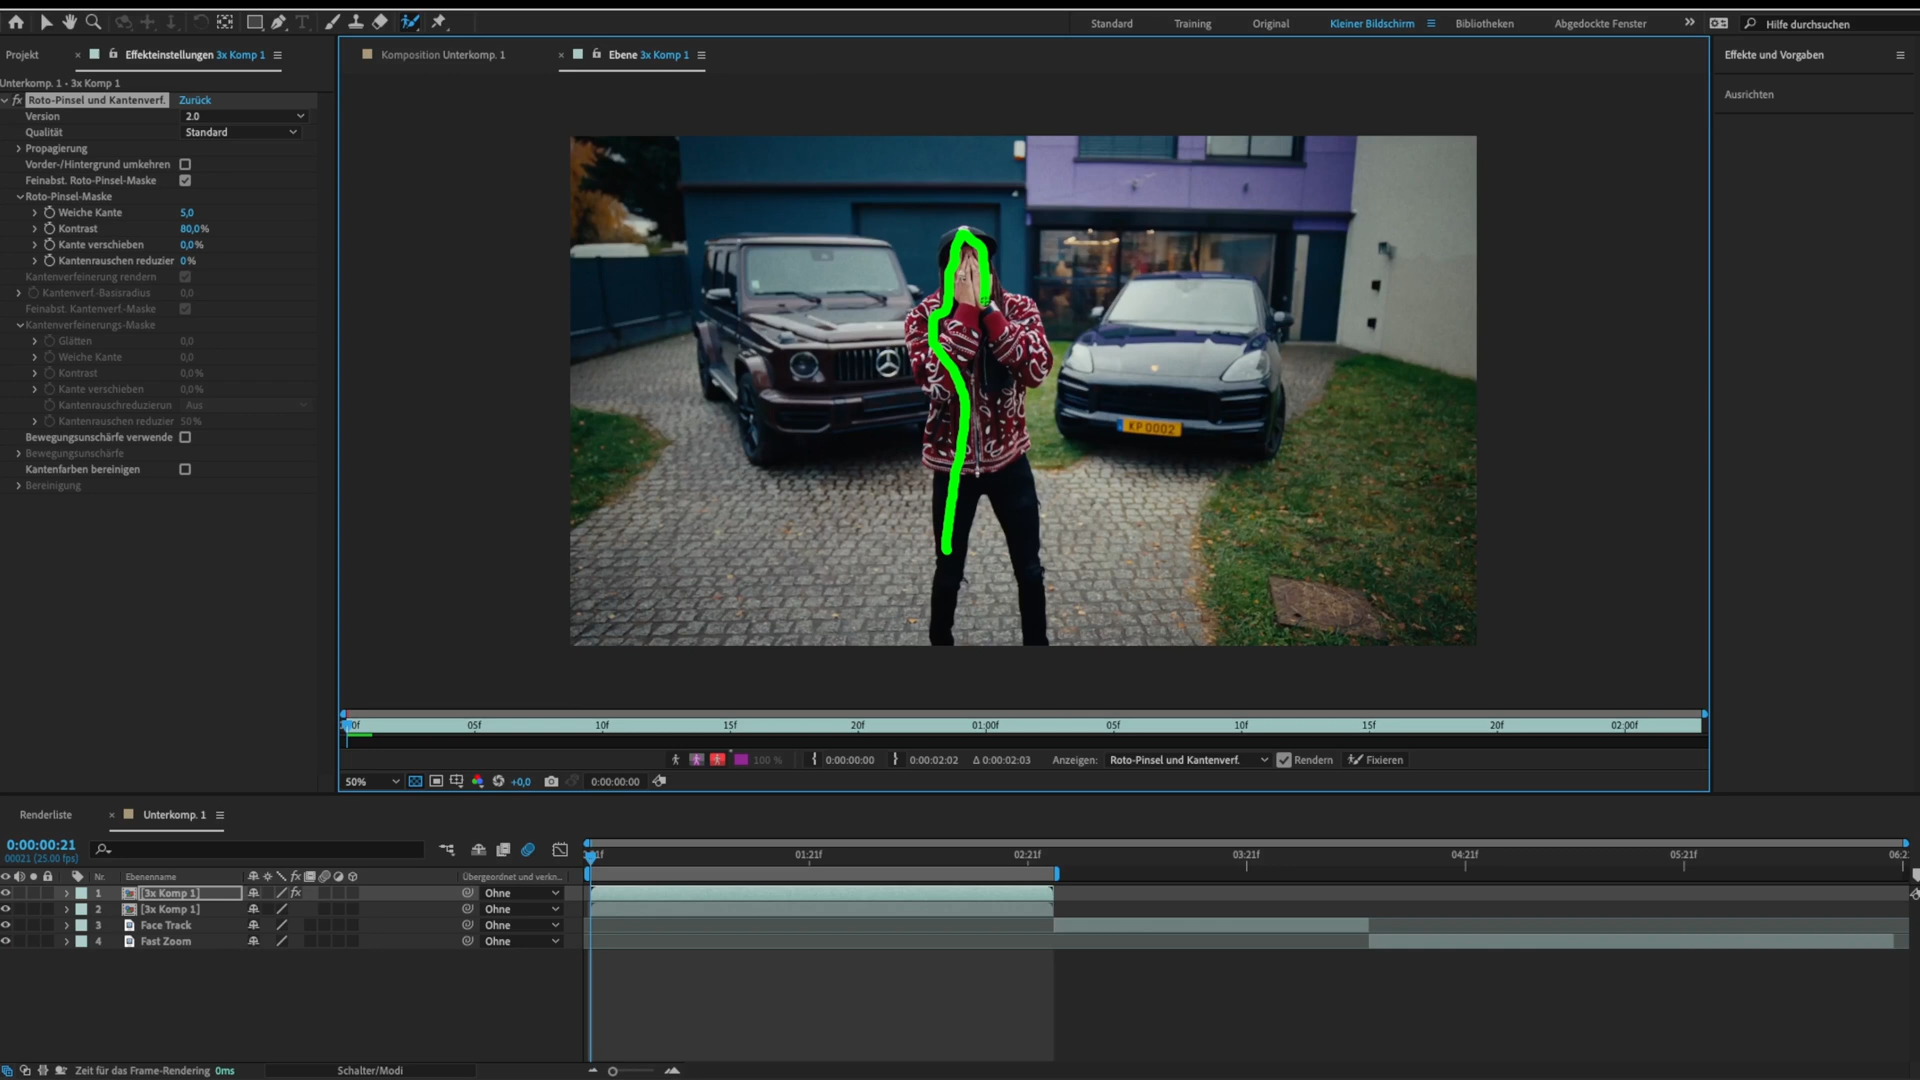 Standard
Training
Original
Kleiner Bildschirm
Bibliotheken
Abgedockte Fenster
Hilfe durchsuchen
Projekt
Effekteinstellungen 3x Komp 1
Komposition Unterkomp. 1
Ebene 3x Komp 1
Effekte und Vorgaben
Ausrichten
Unterkomp. 1 • 3x Komp 1
fx Roto-Pinsel und Kantenverf. Zurück
Version 2.0
Qualität Standard
Propagierung
Vorder-/Hintergrund umkehren
Feinabst. Roto-Pinsel-Maske
Roto-Pinsel-Maske
Weiche Kante 5,0
Kontrast 80,0%
Kante verschieben 0,0%
Kantenrauschen reduzier 0%
Kantenverfeinerung rendern
Kantenverf.-Basisradius 0,0
Feinabst. Kantenverf.-Maske
Kantenverfeinerungs-Maske
Glätten 0,0
Weiche Kante 0,0
Kontrast 0,0%
Kante verschieben 0,0%
Kantenrauschreduzierun Aus
Kantenrauschen reduzier 50%
Bewegungsunschärfe verwende
Bewegungsunschärfe
Kantenfarben bereinigen
Bereinigung
KP 0002
0f 05f 10f 15f 20f 01:00f 05f 10f 15f 20f 02:00f
100 %
0:00:00:00
0:00:02:02
Δ 0:00:02:03
Anzeigen: Roto-Pinsel und Kantenverf.
Rendern
Fixieren
50%
+0,0
0:00:00:00
Renderliste
Unterkomp. 1
0:00:00:21
00021 (25.00 fps)
01:21f 02:21f 03:21f 04:21f 05:21f
Nr. Ebenenname fx Übergeordnet und verkn...
1 [3x Komp 1] fx Ohne
2 [3x Komp 1] Ohne
3 Face Track Ohne
4 Fast Zoom Ohne
Zeit für das Frame-Rendering 0ms
Schalter/Modi